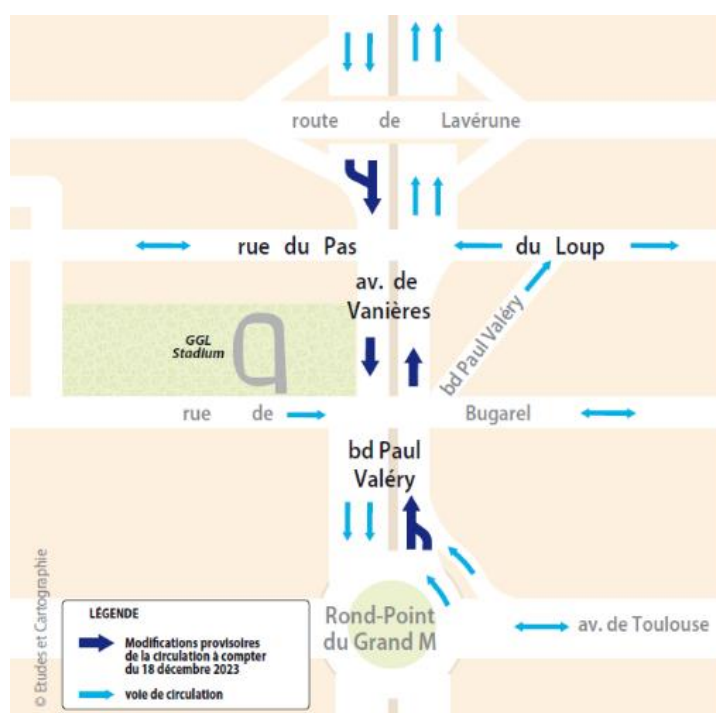 route de Lavérune
rue du Pas du Loup
av. de
Vanières
bd Paul Valéry
GGL
Stadium
rue de Bugarel
bd Paul
Valéry
Rond-Point
du Grand M
av. de Toulouse
LÉGENDE
Modifications provisoires
de la circulation à compter
du 18 décembre 2023
voie de circulation
© Etudes et Cartographie